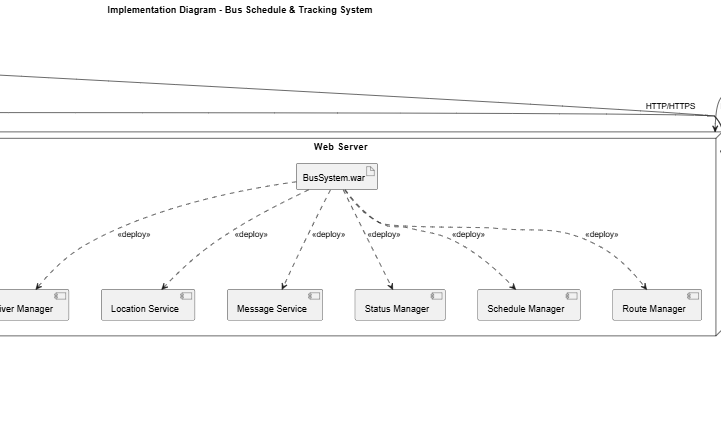 Implementation Diagram - Bus Schedule & Tracking System
HTTP/HTTPS
Web Server
BusSystem.war
«deploy» «deploy» «deploy» «deploy» «deploy» «deploy»
iver Manager
Location Service
Message Service
Status Manager
Schedule Manager
Route Manager